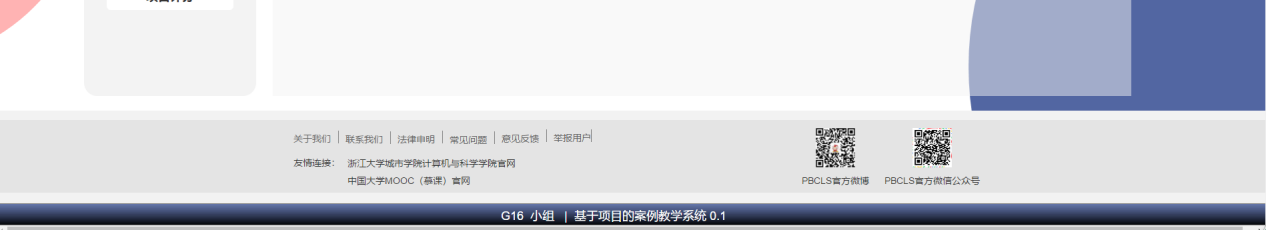 项目评分
关于我们 | 联系我们 | 法律申明 | 常见问题 | 意见反馈 | 举报用户
友情连接： 浙江大学城市学院计算机与科学学院官网
中国大学MOOC（慕课）官网
PBCLS官方微博 PBCLS官方微信公众号
G16 小组 | 基于项目的案例教学系统 0.1